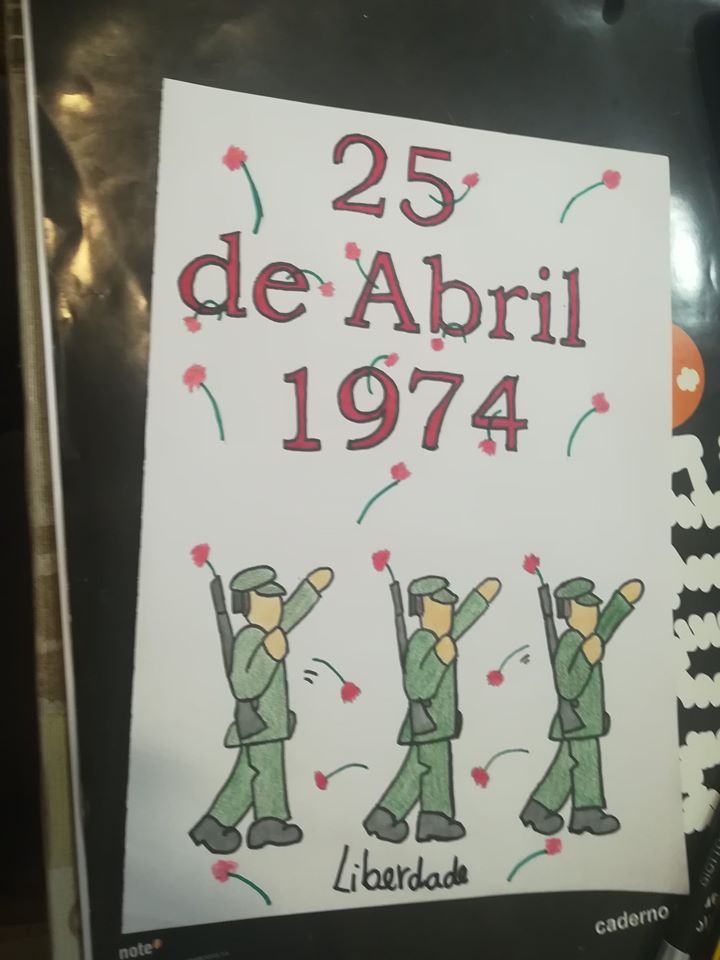 25
de Abril
1974
Liberdade
caderno
note